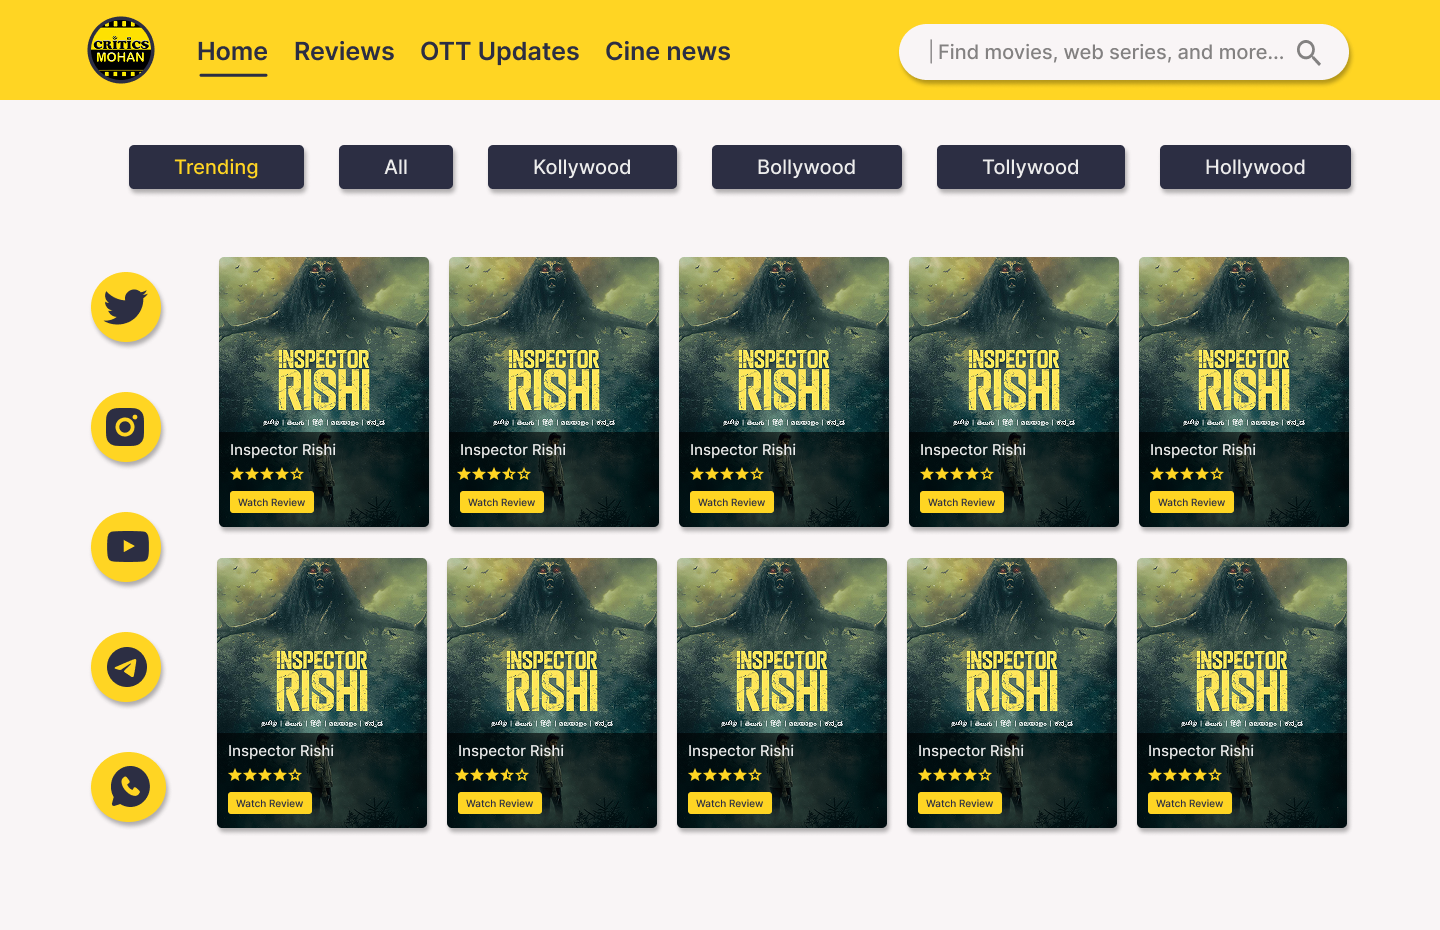 CRITICS
MOHAN
Home Reviews OTT Updates Cine news
Find movies, web series, and more...
Trending All Kollywood Bollywood Tollywood Hollywood
INSPECTOR INSPECTOR INSPECTOR INSPECTOR INSPECTOR
RISHI RISHI RISHI RISHI RISHI
தமிழ் | తెలుగు | हिंदी | മലയാളം | ಕನ್ನಡ தமிழ் | తెలుగు | हिंदी | മലയാളം | ಕನ್ನಡ தமிழ் | తెలుగు | हिंदी | മലയാളം | ಕನ್ನಡ தமிழ் | తెలుగు | हिंदी | മലയാളം | ಕನ್ನಡ தமிழ் | తెలుగు | हिंदी | മലയാളം | ಕನ್ನಡ
Inspector Rishi Inspector Rishi Inspector Rishi Inspector Rishi Inspector Rishi
Watch Review Watch Review Watch Review Watch Review Watch Review
INSPECTOR INSPECTOR INSPECTOR INSPECTOR INSPECTOR
RISHI RISHI RISHI RISHI RISHI
தமிழ் | తెలుగు | हिंदी | മലയാളം | ಕನ್ನಡ தமிழ் | తెలుగు | हिंदी | മലയാളം | ಕನ್ನಡ தமிழ் | తెలుగు | हिंदी | മലയാളം | ಕನ್ನಡ தமிழ் | తెలుగు | हिंदी | മലയാളം | ಕನ್ನಡ தமிழ் | తెలుగు | हिंदी | മലയാളം | ಕನ್ನಡ
Inspector Rishi Inspector Rishi Inspector Rishi Inspector Rishi Inspector Rishi
Watch Review Watch Review Watch Review Watch Review Watch Review